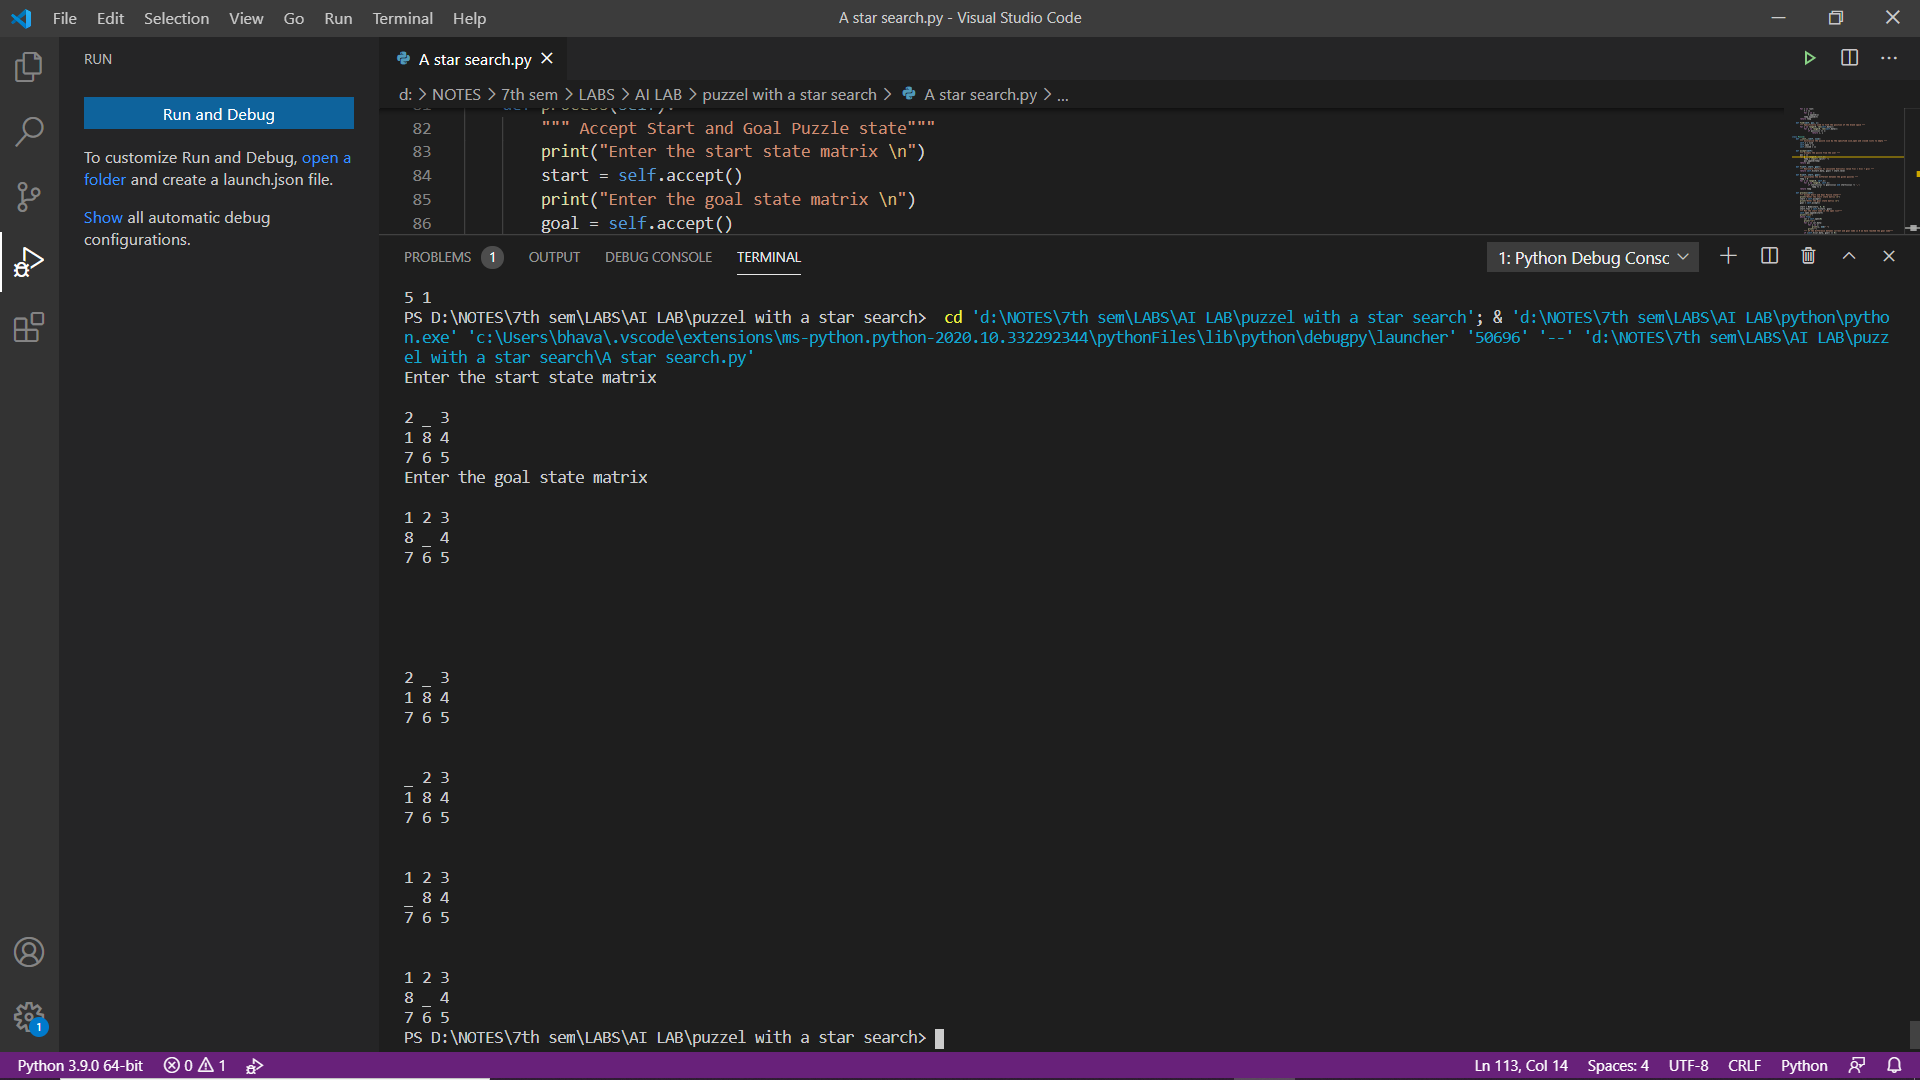 File Edit Selection View Go Run Terminal Help
A star search.py - Visual Studio Code
RUN
Run and Debug
To customize Run and Debug, open a
folder and create a launch.json file.
Show all automatic debug
configurations.
A star search.py
d: > NOTES > 7th sem > LABS > AI LAB > puzzel with a star search > A star search.py > ...
82 """ Accept Start and Goal Puzzle state"""
83 print("Enter the start state matrix \n")
84 start = self.accept()
85 print("Enter the goal state matrix \n")
86 goal = self.accept()
PROBLEMS 1 OUTPUT DEBUG CONSOLE TERMINAL
1: Python Debug Consc
5 1
PS D:\NOTES\7th sem\LABS\AI LAB\puzzel with a star search>  cd 'd:\NOTES\7th sem\LABS\AI LAB\puzzel with a star search'; & 'd:\NOTES\7th sem\LABS\AI LAB\python\pytho
n.exe' 'c:\Users\bhava\.vscode\extensions\ms-python.python-2020.10.332292344\pythonFiles\lib\python\debugpy\launcher' '50696' '--' 'd:\NOTES\7th sem\LABS\AI LAB\puzz
el with a star search\A star search.py'
Enter the start state matrix
2 _ 3
1 8 4
7 6 5
Enter the goal state matrix
1 2 3
8 _ 4
7 6 5
2 _ 3
1 8 4
7 6 5
_ 2 3
1 8 4
7 6 5
1 2 3
_ 8 4
7 6 5
1 2 3
8 _ 4
7 6 5
PS D:\NOTES\7th sem\LABS\AI LAB\puzzel with a star search>
1
Python 3.9.0 64-bit 0 1
Ln 113, Col 14 Spaces: 4 UTF-8 CRLF Python